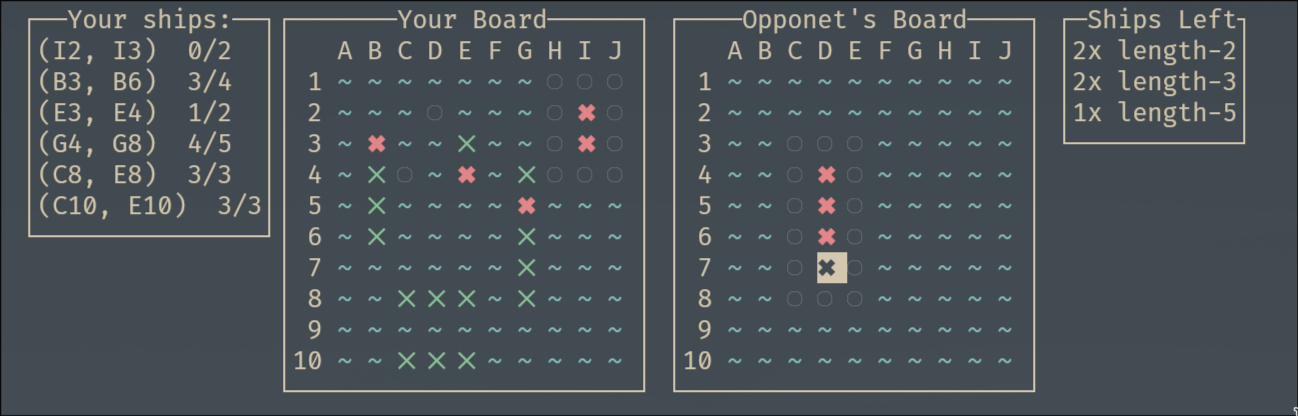 Your ships:
(I2, I3) 0/2
(B3, B6) 3/4
(E3, E4) 1/2
(G4, G8) 4/5
(C8, E8) 3/3
(C10, E10) 3/3
Your Board
A B C D E F G H I J
1 ~ ~ ~ ~ ~ ~ ~ ○ ○ ○
2 ~ ~ ~ ○ ~ ~ ~ ○ ✖ ○
3 ~ ✖ ~ ~ × ~ ~ ○ ✖ ○
4 ~ × ○ ~ ✖ ~ × ○ ○ ○
5 ~ × ~ ~ ~ ~ ✖ ~ ~ ~
6 ~ × ~ ~ ~ ~ × ~ ~ ~
7 ~ ~ ~ ~ ~ ~ × ~ ~ ~
8 ~ ~ × × × ~ × ~ ~ ~
9 ~ ~ ~ ~ ~ ~ ~ ~ ~ ~
10 ~ ~ × × × ~ ~ ~ ~ ~
Opponet's Board
A B C D E F G H I J
1 ~ ~ ~ ~ ~ ~ ~ ~ ~ ~
2 ~ ~ ~ ~ ~ ~ ~ ~ ~ ~
3 ~ ~ ○ ○ ○ ~ ~ ~ ~ ~
4 ~ ~ ○ ✖ ○ ~ ~ ~ ~ ~
5 ~ ~ ○ ✖ ○ ~ ~ ~ ~ ~
6 ~ ~ ○ ✖ ○ ~ ~ ~ ~ ~
7 ~ ~ ○ ✖ ○ ~ ~ ~ ~ ~
8 ~ ~ ○ ○ ○ ~ ~ ~ ~ ~
9 ~ ~ ~ ~ ~ ~ ~ ~ ~ ~
10 ~ ~ ~ ~ ~ ~ ~ ~ ~ ~
Ships Left
2x length-2
2x length-3
1x length-5